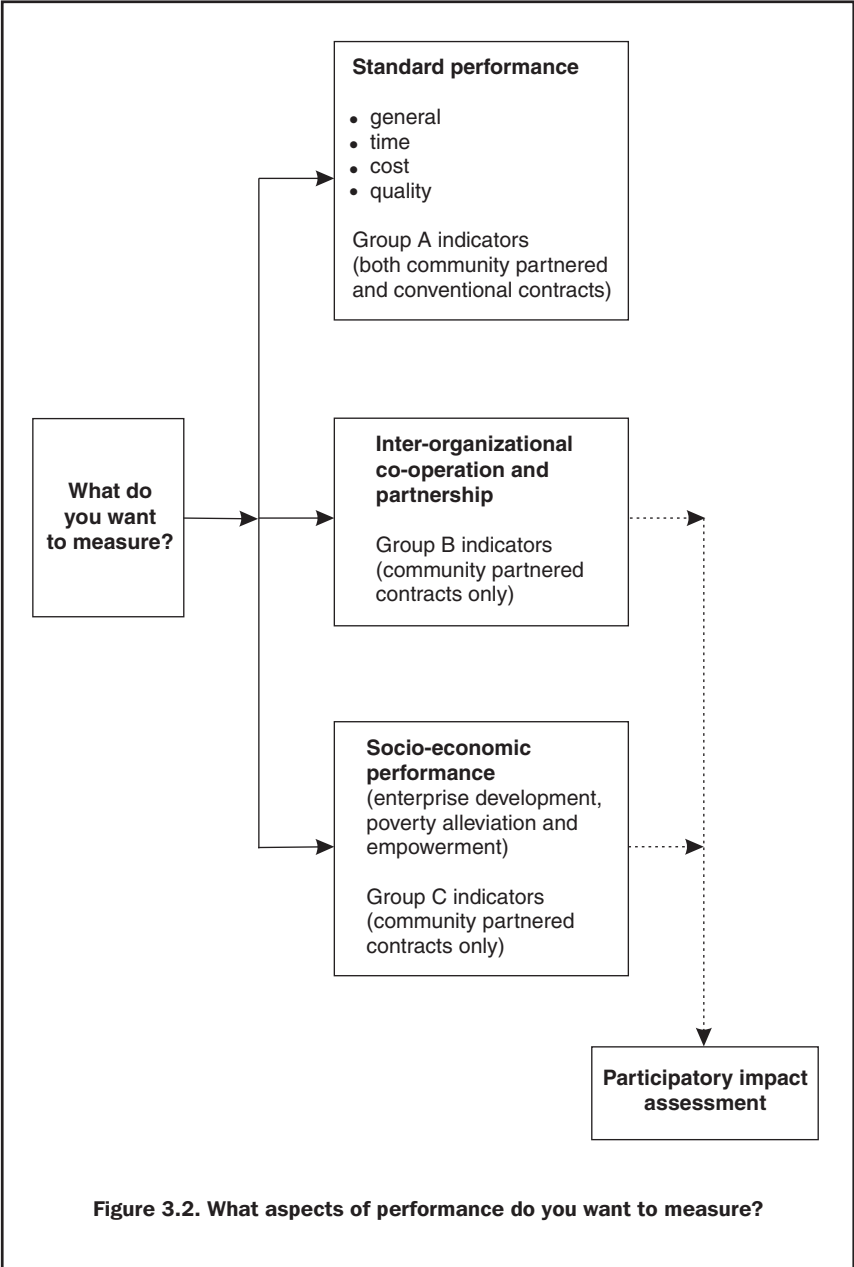 Standard performance
• general
• time
• cost
• quality
Group A indicators
(both community partnered
and conventional contracts)
What do
you want
to measure?
Inter-organizational
co-operation and
partnership
Group B indicators
(community partnered
contracts only)
Socio-economic
performance
(enterprise development,
poverty alleviation and
empowerment)
Group C indicators
(community partnered
contracts only)
Participatory impact
assessment
Figure 3.2. What aspects of performance do you want to measure?